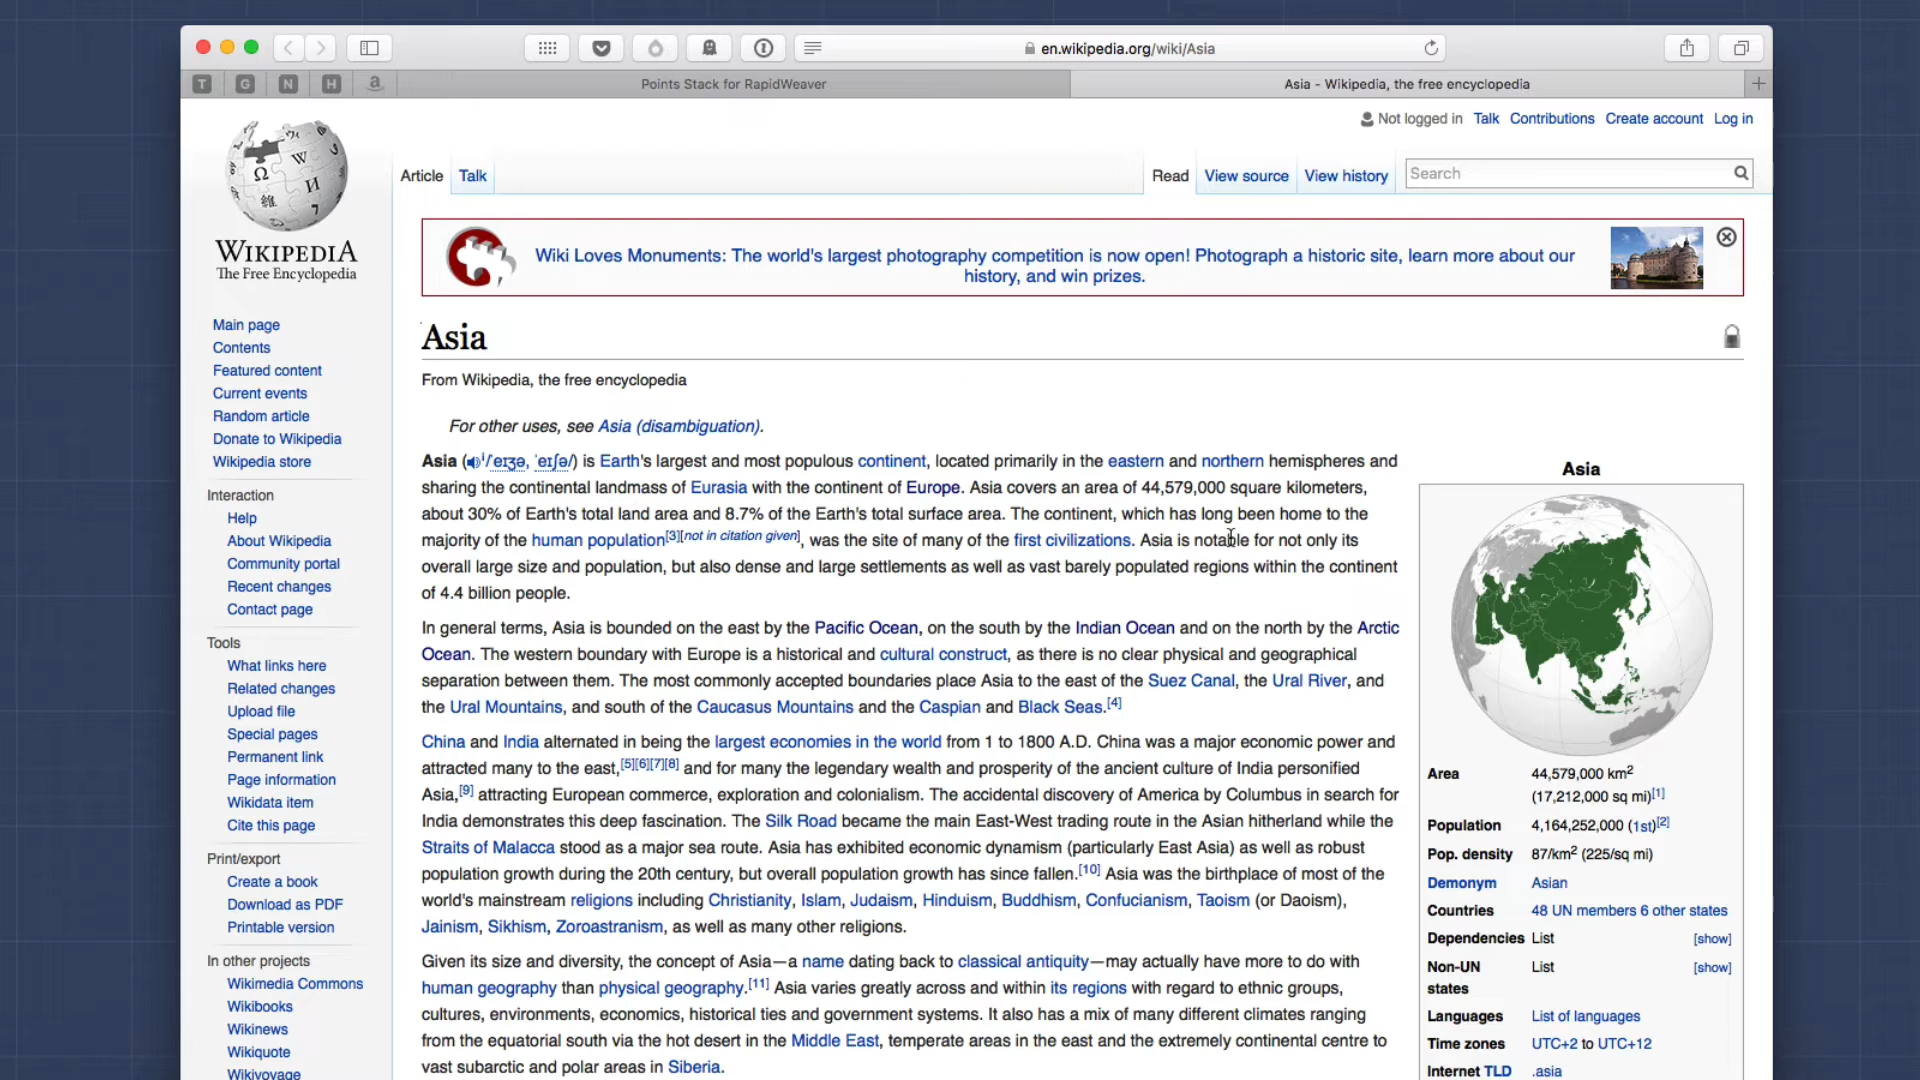 en.wikipedia.org/wiki/Asia
T G N H a
Points Stack for RapidWeaver
Asia - Wikipedia, the free encyclopedia
Not logged in Talk Contributions Create account Log in
Article Talk
Read View source View history
Search
WIKIPEDIA
The Free Encyclopedia
Wiki Loves Monuments: The world's largest photography competition is now open! Photograph a historic site, learn more about our
history, and win prizes.
Main page
Contents
Featured content
Current events
Random article
Donate to Wikipedia
Wikipedia store
Interaction
Help
About Wikipedia
Community portal
Recent changes
Contact page
Tools
What links here
Related changes
Upload file
Special pages
Permanent link
Page information
Wikidata item
Cite this page
Print/export
Create a book
Download as PDF
Printable version
In other projects
Wikimedia Commons
Wikibooks
Wikinews
Wikiquote
Wikivoyage
Asia
From Wikipedia, the free encyclopedia
For other uses, see Asia (disambiguation).
Asia (i/ˈeɪʒə, ˈeɪʃə/) is Earth's largest and most populous continent, located primarily in the eastern and northern hemispheres and
sharing the continental landmass of Eurasia with the continent of Europe. Asia covers an area of 44,579,000 square kilometers,
about 30% of Earth's total land area and 8.7% of the Earth's total surface area. The continent, which has long been home to the
majority of the human population[3][not in citation given], was the site of many of the first civilizations. Asia is notable for not only its
overall large size and population, but also dense and large settlements as well as vast barely populated regions within the continent
of 4.4 billion people.
In general terms, Asia is bounded on the east by the Pacific Ocean, on the south by the Indian Ocean and on the north by the Arctic
Ocean. The western boundary with Europe is a historical and cultural construct, as there is no clear physical and geographical
separation between them. The most commonly accepted boundaries place Asia to the east of the Suez Canal, the Ural River, and
the Ural Mountains, and south of the Caucasus Mountains and the Caspian and Black Seas.[4]
China and India alternated in being the largest economies in the world from 1 to 1800 A.D. China was a major economic power and
attracted many to the east,[5][6][7][8] and for many the legendary wealth and prosperity of the ancient culture of India personified
Asia,[9] attracting European commerce, exploration and colonialism. The accidental discovery of America by Columbus in search for
India demonstrates this deep fascination. The Silk Road became the main East-West trading route in the Asian hitherland while the
Straits of Malacca stood as a major sea route. Asia has exhibited economic dynamism (particularly East Asia) as well as robust
population growth during the 20th century, but overall population growth has since fallen.[10] Asia was the birthplace of most of the
world's mainstream religions including Christianity, Islam, Judaism, Hinduism, Buddhism, Confucianism, Taoism (or Daoism),
Jainism, Sikhism, Zoroastranism, as well as many other religions.
Given its size and diversity, the concept of Asia—a name dating back to classical antiquity—may actually have more to do with
human geography than physical geography.[11] Asia varies greatly across and within its regions with regard to ethnic groups,
cultures, environments, economics, historical ties and government systems. It also has a mix of many different climates ranging
from the equatorial south via the hot desert in the Middle East, temperate areas in the east and the extremely continental centre to
vast subarctic and polar areas in Siberia.
Asia
Area 44,579,000 km2
(17,212,000 sq mi)[1]
Population 4,164,252,000 (1st)[2]
Pop. density 87/km2 (225/sq mi)
Demonym Asian
Countries 48 UN members 6 other states
Dependencies List [show]
Non-UN List [show]
states
Languages List of languages
Time zones UTC+2 to UTC+12
Internet TLD .asia